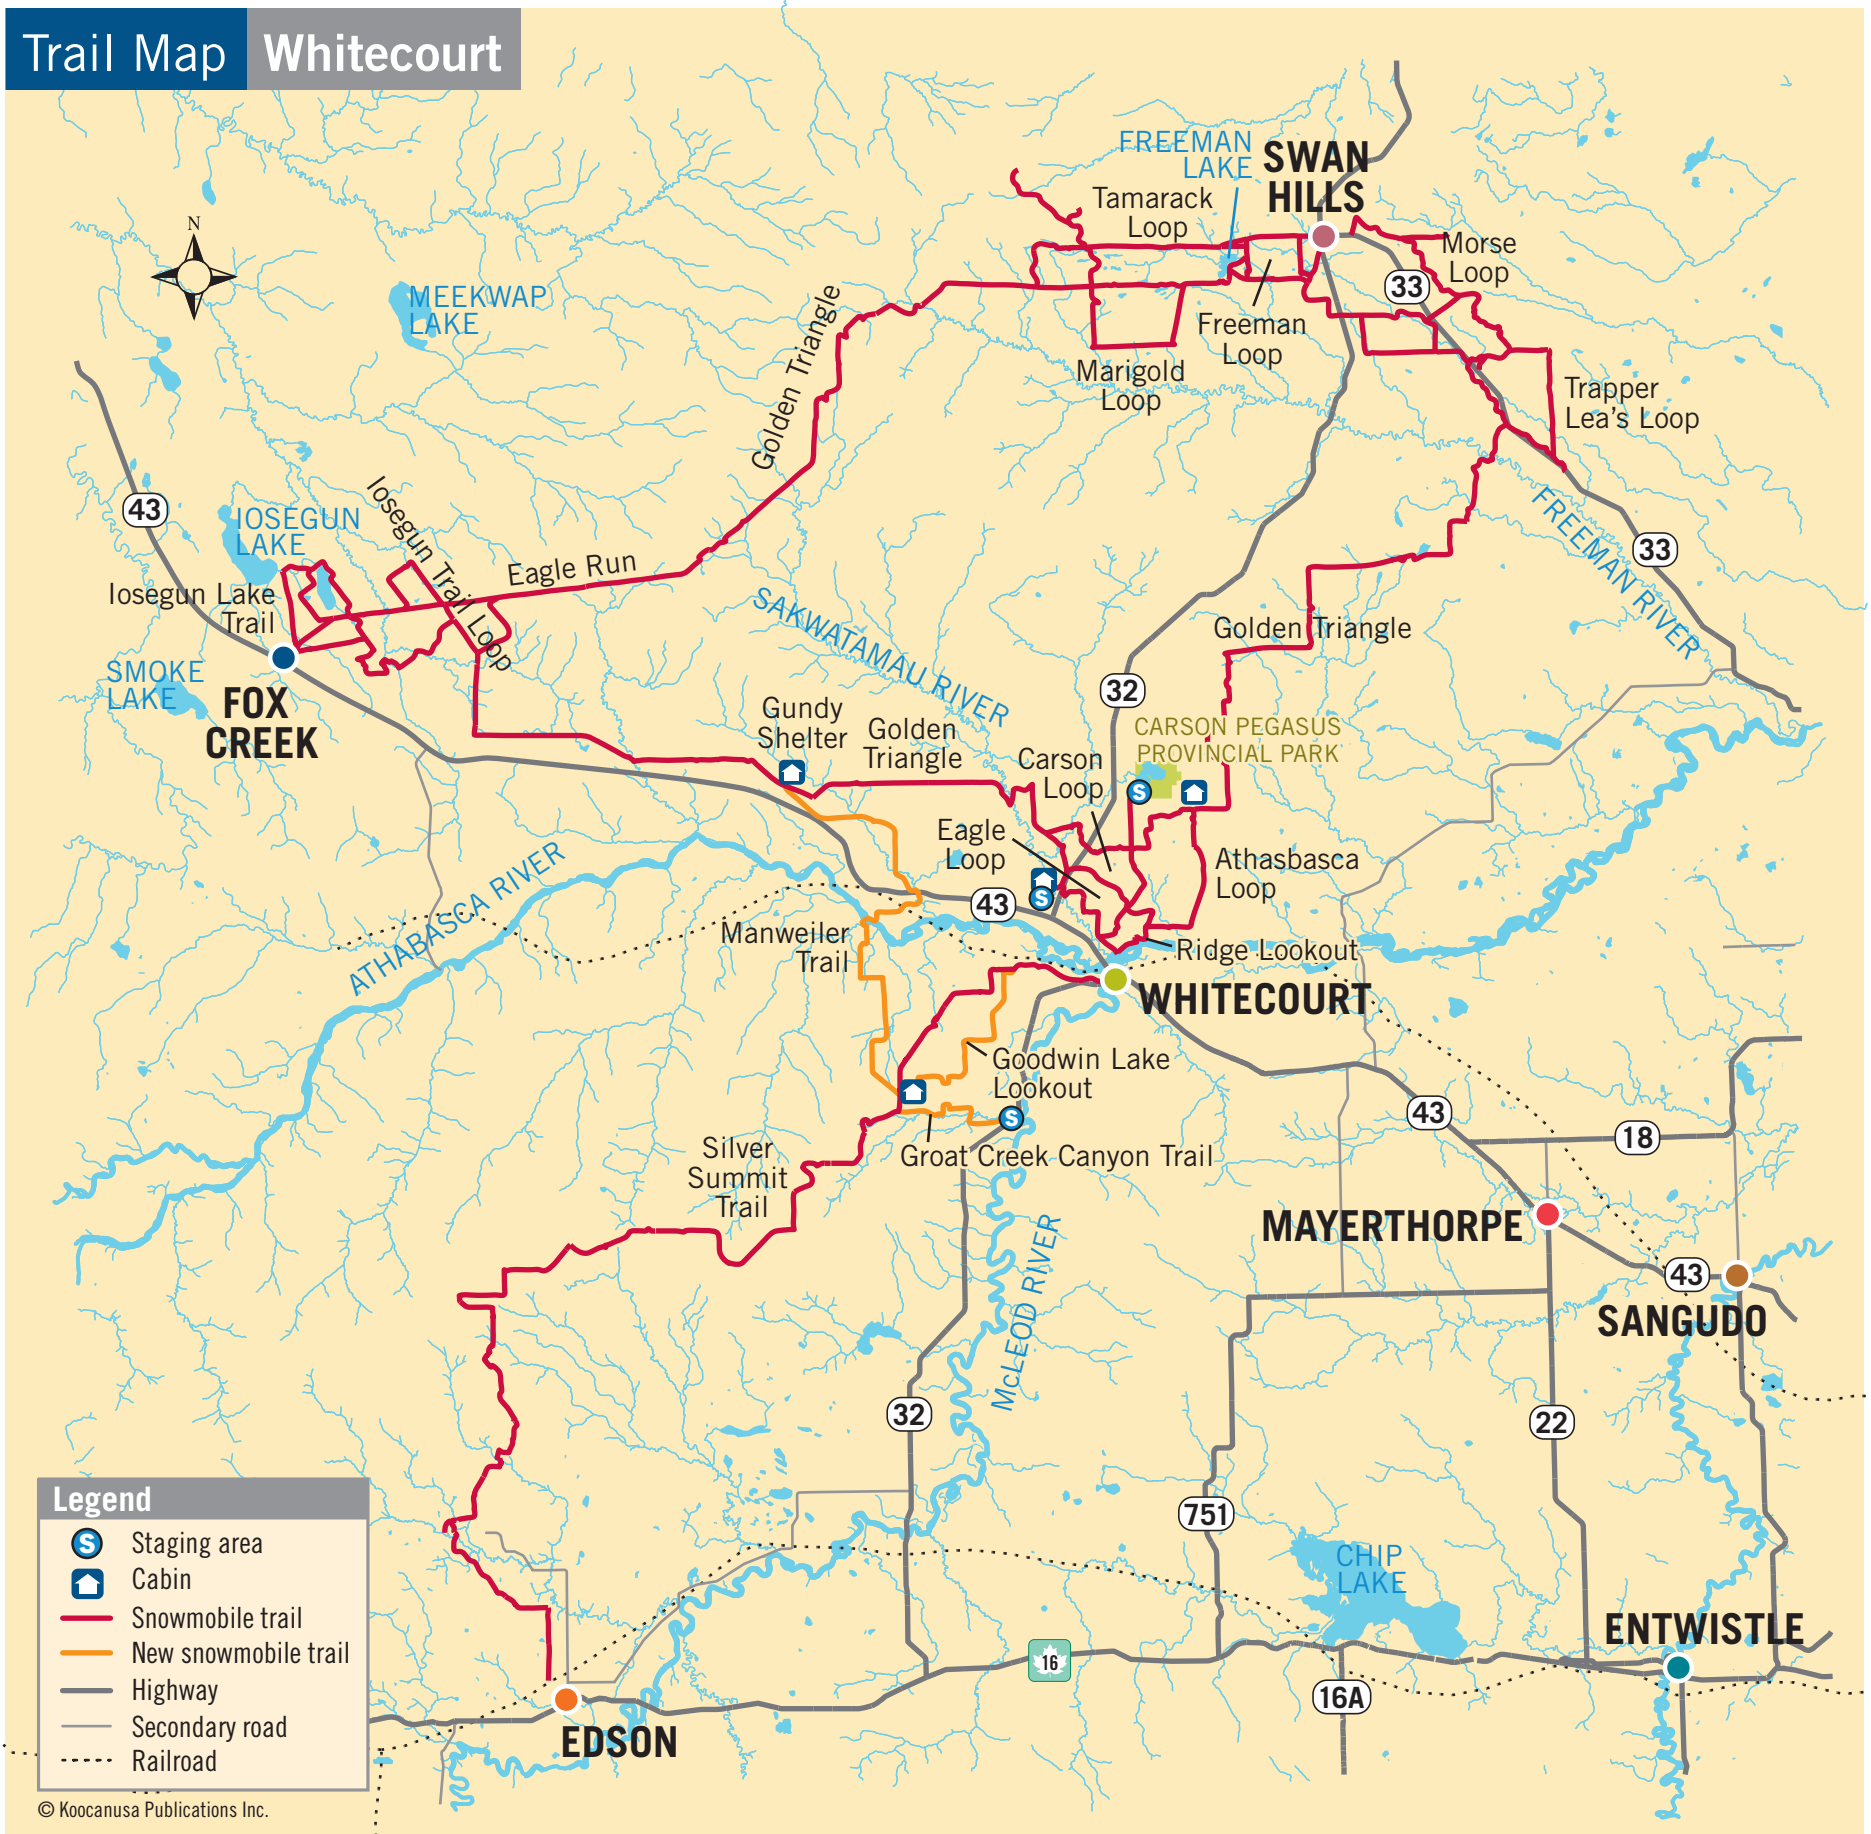 Trail Map Whitecourt
N
FREEMAN
LAKE
SWAN
HILLS
Tamarack
Loop
Morse
Loop
33
MEEKWAP
LAKE
Golden Triangle
Freeman
Loop
Marigold
Loop
Trapper
Lea's Loop
43
IOSEGUN
LAKE
Iosegun Trail Loop
Eagle Run
FREEMAN RIVER
33
Iosegun Lake
Trail
SAKWATAMAU RIVER
Golden Triangle
SMOKE
LAKE
FOX
CREEK
32
Gundy
Shelter
Golden
Triangle
CARSON PEGASUS
PROVINCIAL PARK
Carson
Loop
S
Eagle
Loop
Athasbasca
Loop
ATHABASCA RIVER
S
43
Manweiler
Trail
Ridge Lookout
WHITECOURT
Goodwin Lake
Lookout
S
43
18
Groat Creek Canyon Trail
Silver
Summit
Trail
MAYERTHORPE
43
SANGUDO
McLEOD RIVER
32
22
751
CHIP
LAKE
ENTWISTLE
16
16A
EDSON
Legend
S Staging area
Cabin
Snowmobile trail
New snowmobile trail
Highway
Secondary road
Railroad
© Koocanusa Publications Inc.